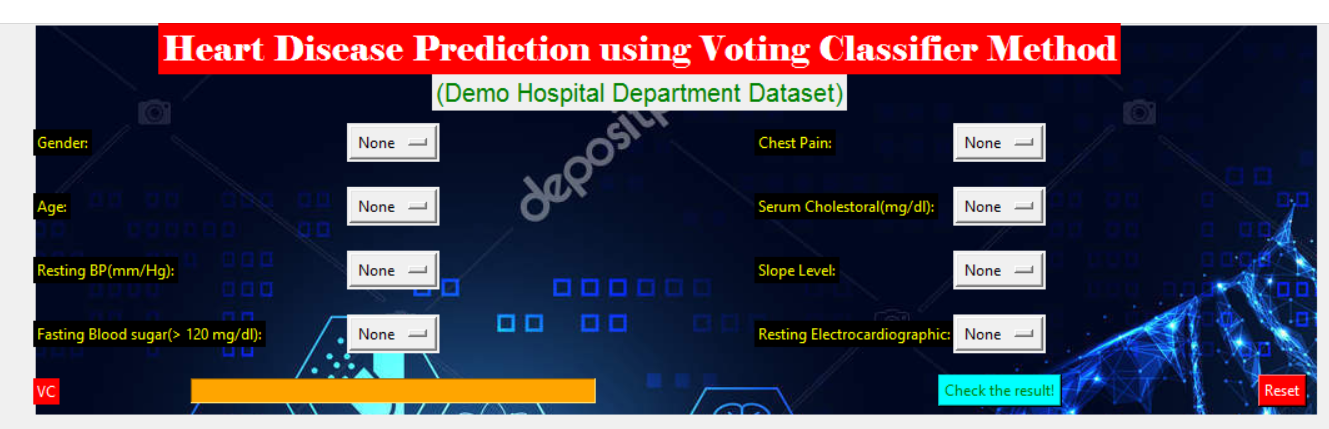 Heart Disease Prediction using Voting Classifier Method
(Demo Hospital Department Dataset)
Gender: None Chest Pain: None
Age: None Serum Cholestoral(mg/dl): None
Resting BP(mm/Hg): None Slope Level: None
Fasting Blood sugar(> 120 mg/dl): None Resting Electrocardiographic: None
VC Check the result! Reset